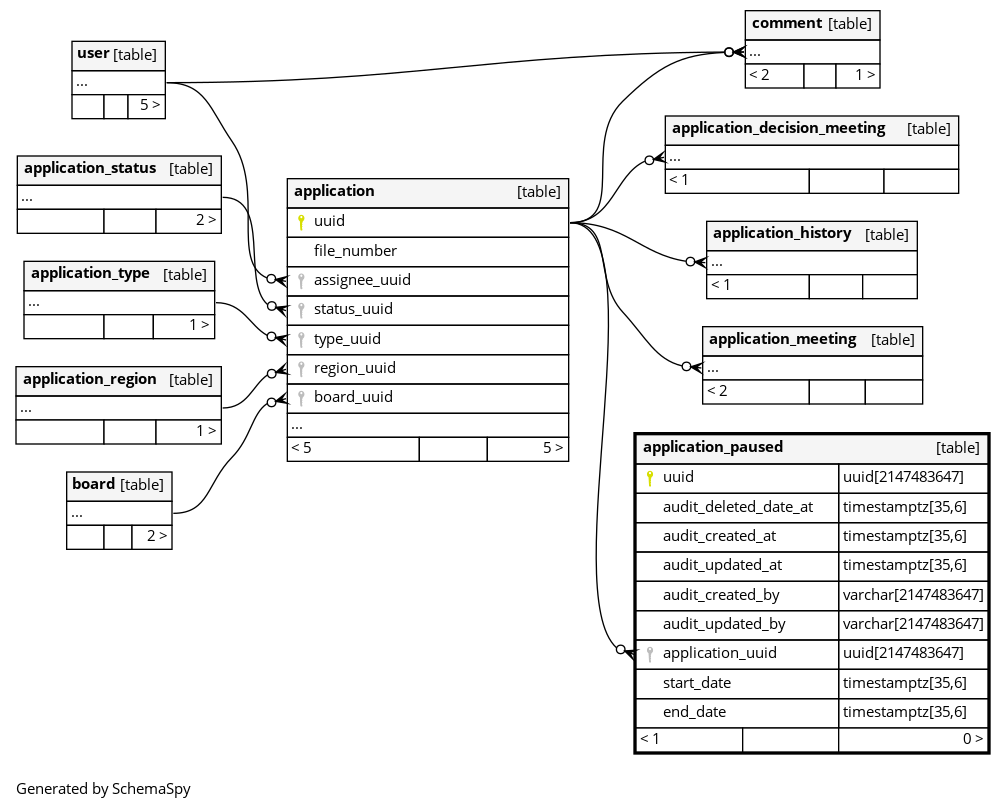 user [table]
...
5 >
application_status [table]
...
2 >
application_type [table]
...
1 >
application_region [table]
...
1 >
board [table]
...
2 >
application [table]
uuid
file_number
assignee_uuid
status_uuid
type_uuid
region_uuid
board_uuid
...
< 5 5 >
comment [table]
...
< 2 1 >
application_decision_meeting [table]
...
< 1
application_history [table]
...
< 1
application_meeting [table]
...
< 2
application_paused [table]
uuid uuid[2147483647]
audit_deleted_date_at timestamptz[35,6]
audit_created_at timestamptz[35,6]
audit_updated_at timestamptz[35,6]
audit_created_by varchar[2147483647]
audit_updated_by varchar[2147483647]
application_uuid uuid[2147483647]
start_date timestamptz[35,6]
end_date timestamptz[35,6]
< 1 0 >
Generated by SchemaSpy